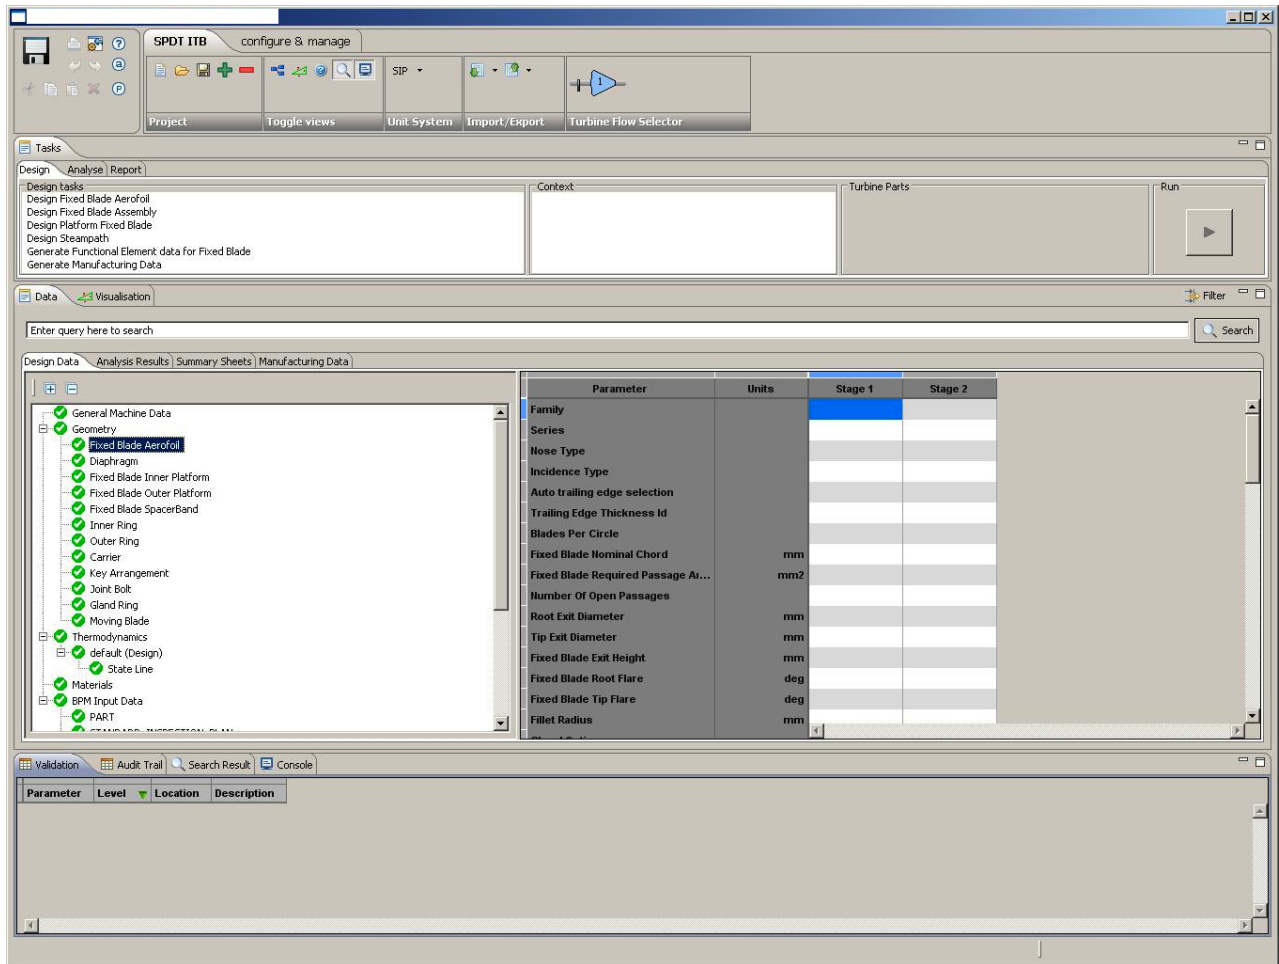 SPDT ITB configure & manage
SIP
1
Project Toggle views Unit System Import/Export Turbine Flow Selector
Tasks
Design Analyse Report
Design tasks Context Turbine Parts Run
Design Fixed Blade Aerofoil
Design Fixed Blade Assembly
Design Platform Fixed Blade
Design Steampath
Generate Functional Element data for Fixed Blade
Generate Manufacturing Data
Data Visualisation Filter
Enter query here to search Search
Design Data Analysis Results Summary Sheets Manufacturing Data
General Machine Data
Geometry
Fixed Blade Aerofoil
Diaphragm
Fixed Blade Inner Platform
Fixed Blade Outer Platform
Fixed Blade SpacerBand
Inner Ring
Outer Ring
Carrier
Key Arrangement
Joint Bolt
Gland Ring
Moving Blade
Thermodynamics
default (Design)
State Line
Materials
BPM Input Data
PART
Parameter Units Stage 1 Stage 2
Family
Series
Nose Type
Incidence Type
Auto trailing edge selection
Trailing Edge Thickness Id
Blades Per Circle
Fixed Blade Nominal Chord mm
Fixed Blade Required Passage Ar... mm2
Number Of Open Passages
Root Exit Diameter mm
Tip Exit Diameter mm
Fixed Blade Exit Height mm
Fixed Blade Root Flare deg
Fixed Blade Tip Flare deg
Fillet Radius mm
Validation Audit Trail Search Result Console
Parameter Level Location Description